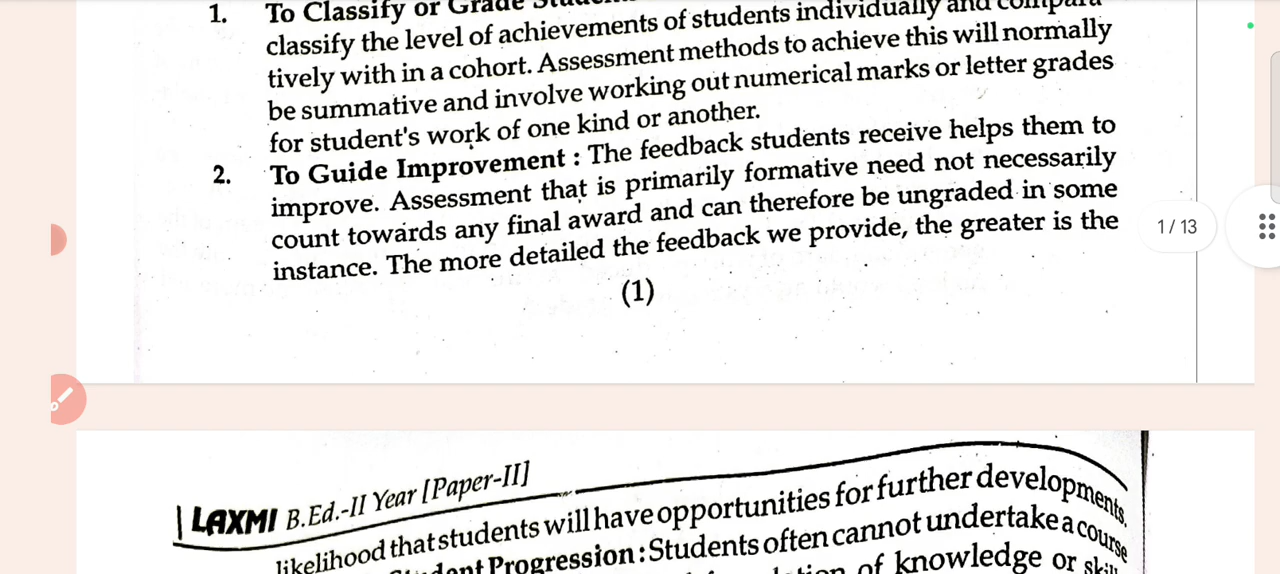 1. To Classify or Grade
classify the level of achievements of students individually and compara-
tively with in a cohort. Assessment methods to achieve this will normally
be summative and involve working out numerical marks or letter grades
for student's work of one kind or another.
2. To Guide Improvement : The feedback students receive helps them to
improve. Assessment that is primarily formative need not necessarily
count towards any final award and can therefore be ungraded in some
instance. The more detailed the feedback we provide, the greater is the
(1)
1 / 13
LAXMI B.Ed.-II Year [Paper-II]
likelihood that students will have opportunities for further developments.
Progression : Students often cannot undertake a course
of knowledge or